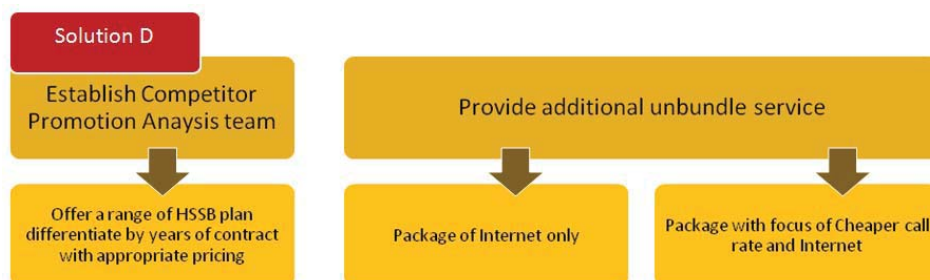 Solution D
Establish Competitor
Promotion Anaysis team
Provide additional unbundle service
Offer a range of HSSB plan
differentiate by years of contract
with appropriate pricing
Package of Internet only
Package with focus of Cheaper call
rate and Internet